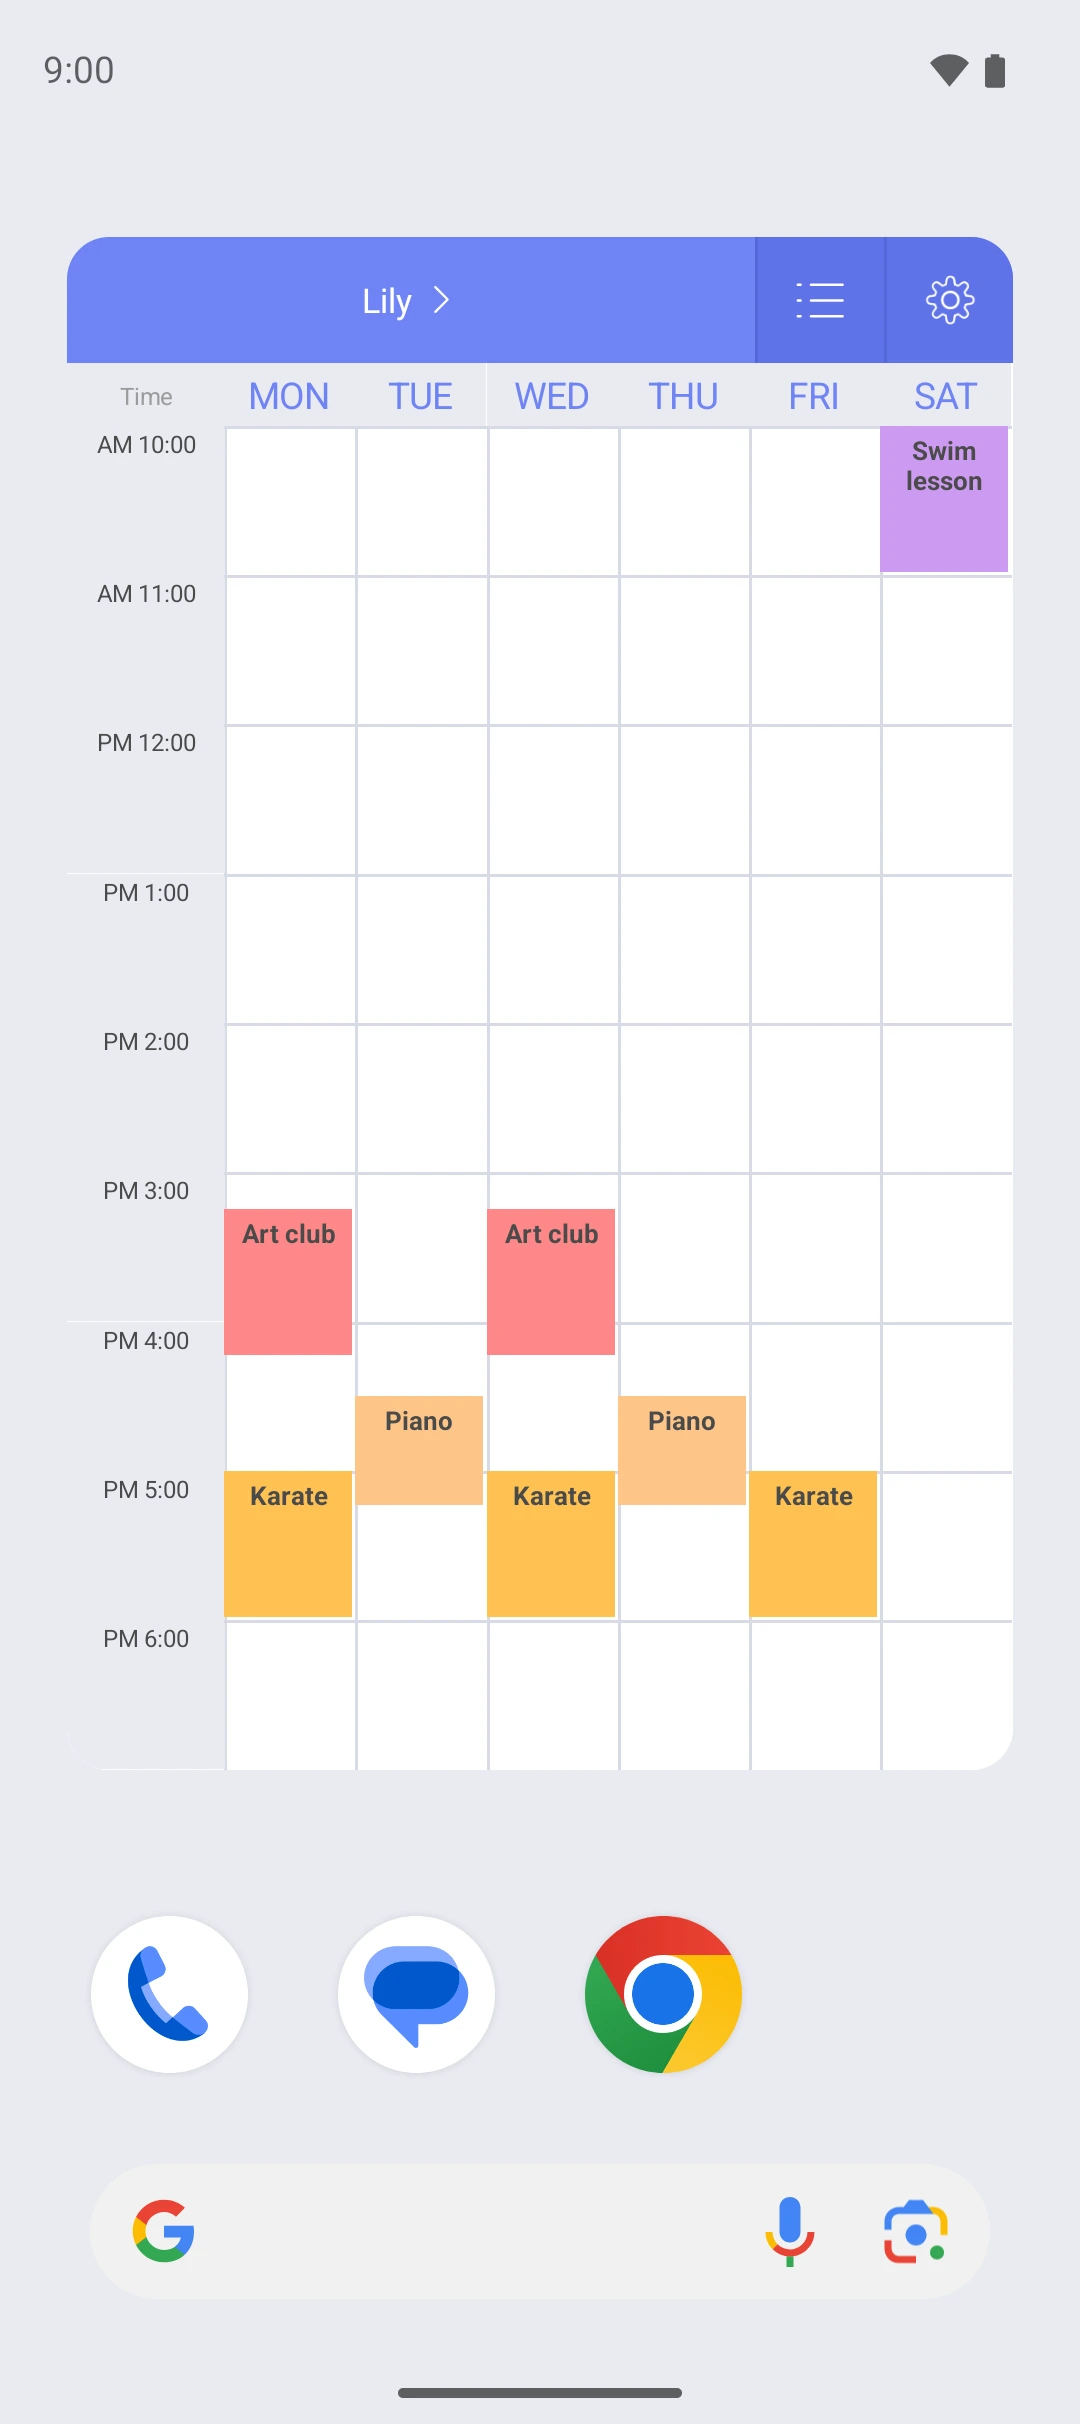 9:00
Lily
Time MON TUE WED THU FRI SAT
AM 10:00
Swim
lesson
AM 11:00
PM 12:00
PM 1:00
PM 2:00
PM 3:00
Art club Art club
PM 4:00
Piano Piano
PM 5:00
Karate Karate Karate
PM 6:00